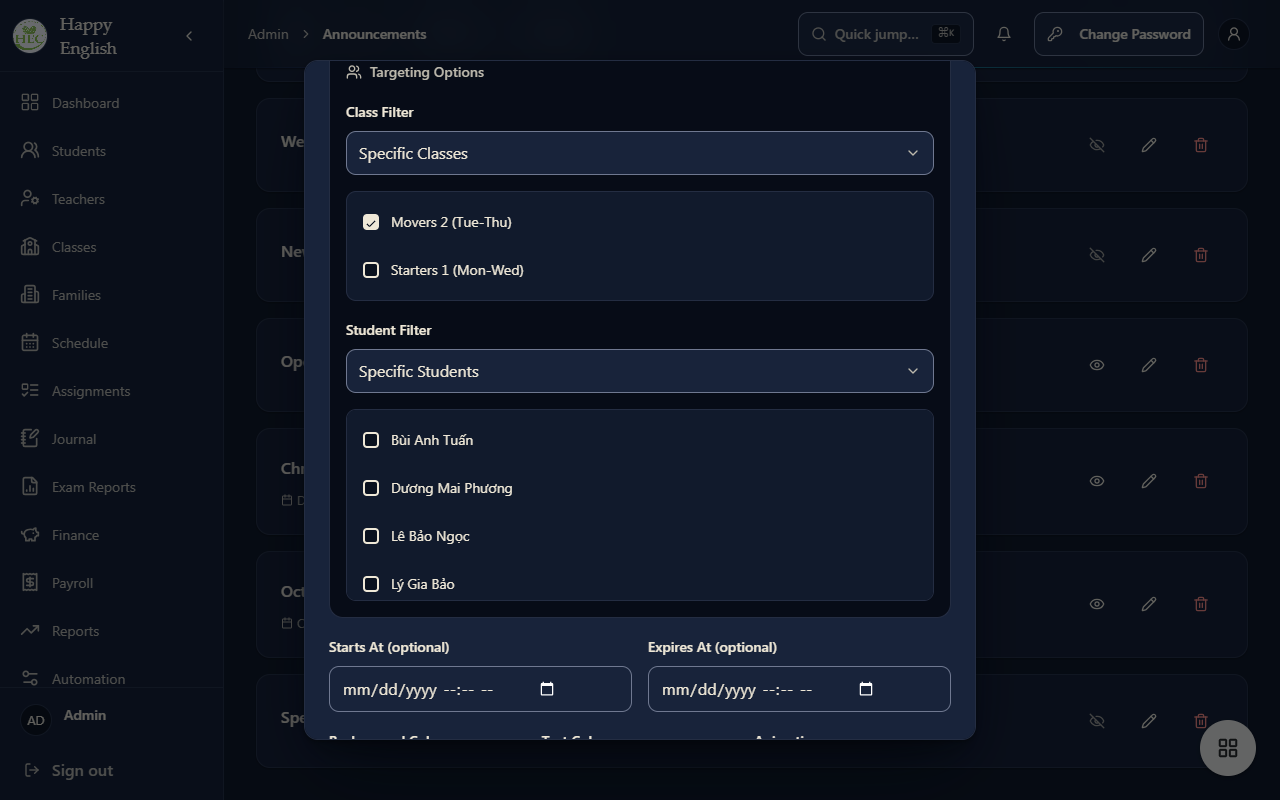 Happy
English
Admin
Announcements
Quick jump...
⌘K
Change Password
Dashboard
Students
Teachers
Classes
Families
Schedule
Assignments
Journal
Exam Reports
Finance
Payroll
Reports
Automation
AD
Admin
Sign out
Targeting Options
Class Filter
Specific Classes
Movers 2 (Tue-Thu)
Starters 1 (Mon-Wed)
Student Filter
Specific Students
Bùi Anh Tuấn
Dương Mai Phương
Lê Bảo Ngọc
Lý Gia Bảo
Starts At (optional)
Expires At (optional)
mm/dd/yyyy --:-- --
mm/dd/yyyy --:-- --